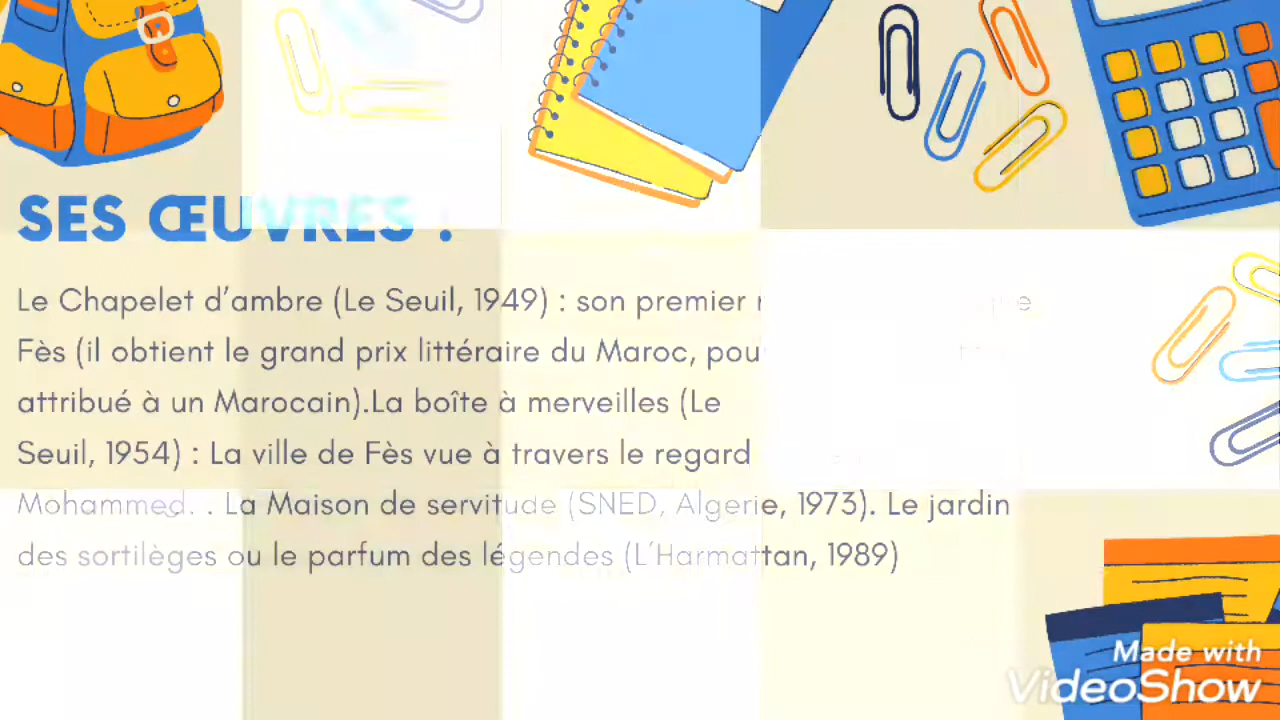 SES ŒUVRES :
Le Chapelet d'ambre (Le Seuil, 1949) : son premier
Fès (il obtient le grand prix littéraire du Maroc,
attribué à un Marocain).La boîte à merveilles (Le
Seuil, 1954) : La ville de Fès vue à travers le regard
Mohammed. . La Maison de servitude (SNED, Algerie, 1973). Le jardin
des sortilèges ou le parfum des légendes (L´Harmattan, 1989)
Made with
VideoShow